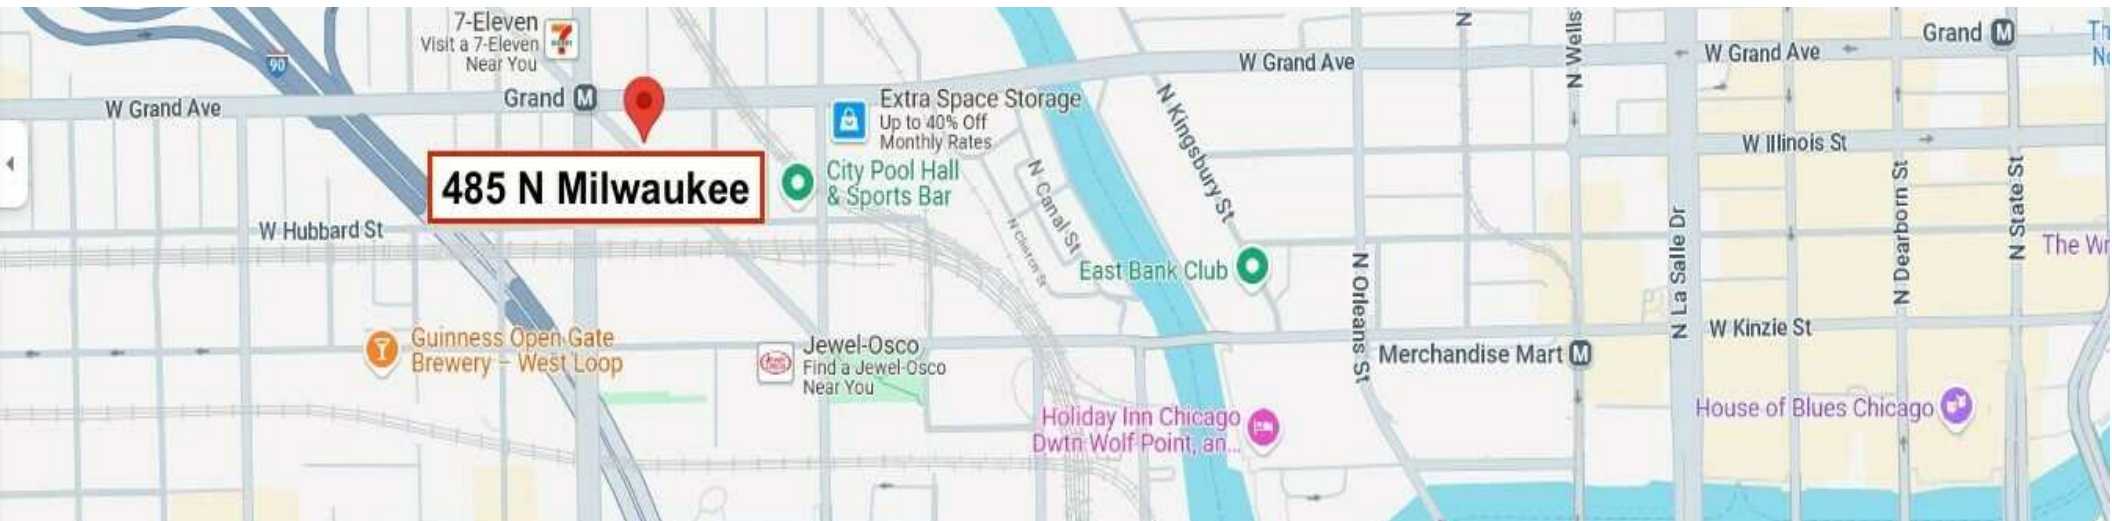 7-Eleven
Visit a 7-Eleven
Near You
90
W Grand Ave
Grand M
W Grand Ave
N
N Wells
W Grand Ave
Grand M
Th
No
485 N Milwaukee
Extra Space Storage
Up to 40% Off
Monthly Rates
City Pool Hall
& Sports Bar
N Kingsbury St
N Canal St
N Clinton St
W Illinois St
N Dearborn St
N State St
N La Salle Dr
The Wr
W Hubbard St
East Bank Club
N Orleans St
Guinness Open Gate
Brewery – West Loop
Jewel-Osco
Find a Jewel-Osco
Near You
W Kinzie St
Merchandise Mart M
Holiday Inn Chicago
Dwtn Wolf Point, an...
House of Blues Chicago